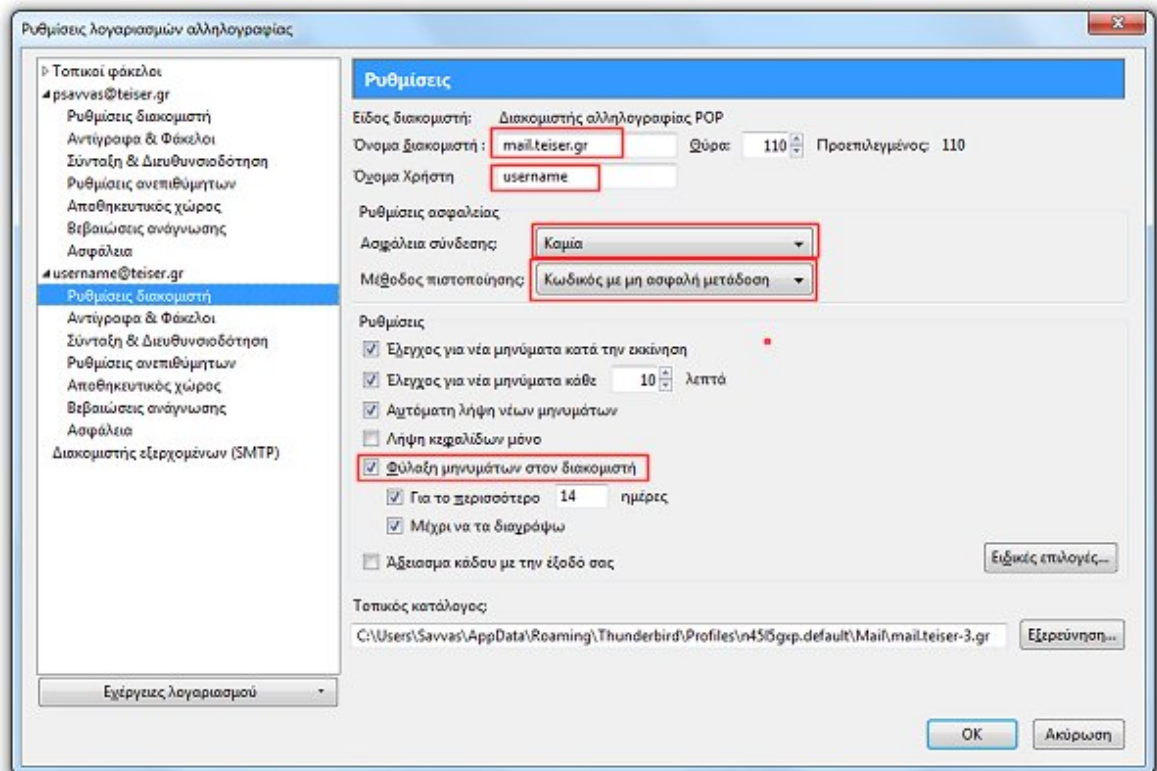 Ρυθμίσεις λογαριασμών αλληλογραφίας
Τοπικοί φάκελοι
psavvas@teiser.gr
Ρυθμίσεις διακομιστή
Αντίγραφα & Φάκελοι
Σύνταξη & Διευθυνσιοδότηση
Ρυθμίσεις ανεπιθύμητων
Αποθηκευτικός χώρος
Βεβαιώσεις ανάγνωσης
Ασφάλεια
username@teiser.gr
Ρυθμίσεις διακομιστή
Αντίγραφα & Φάκελοι
Σύνταξη & Διευθυνσιοδότηση
Ρυθμίσεις ανεπιθύμητων
Αποθηκευτικός χώρος
Βεβαιώσεις ανάγνωσης
Ασφάλεια
Διακομιστής εξερχομένων (SMTP)
Ενέργειες λογαριασμού
Ρυθμίσεις
Είδος διακομιστή: Διακομιστής αλληλογραφίας POP
Όνομα διακομιστή : mail.teiser.gr Θύρα: 110 Προεπιλεγμένος: 110
Όνομα Χρήστη username
Ρυθμίσεις ασφαλείας
Ασφάλεια σύνδεσης: Καμία
Μέθοδος πιστοποίησης: Κωδικός με μη ασφαλή μετάδοση
Ρυθμίσεις
Έλεγχος για νέα μηνύματα κατά την εκκίνηση
Έλεγχος για νέα μηνύματα κάθε 10 λεπτά
Αυτόματη λήψη νέων μηνυμάτων
Λήψη κεφαλίδων μόνο
Φύλαξη μηνυμάτων στον διακομιστή
Για το περισσότερο 14 ημέρες
Μέχρι να τα διαγράψω
Άδειασμα κάδου με την έξοδό σας
Ειδικές επιλογές...
Τοπικός κατάλογος:
C:\Users\Savvas\AppData\Roaming\Thunderbird\Profiles\n45l5gxp.default\Mail\mail.teiser-3.gr Εξερεύνηση...
OK Ακύρωση